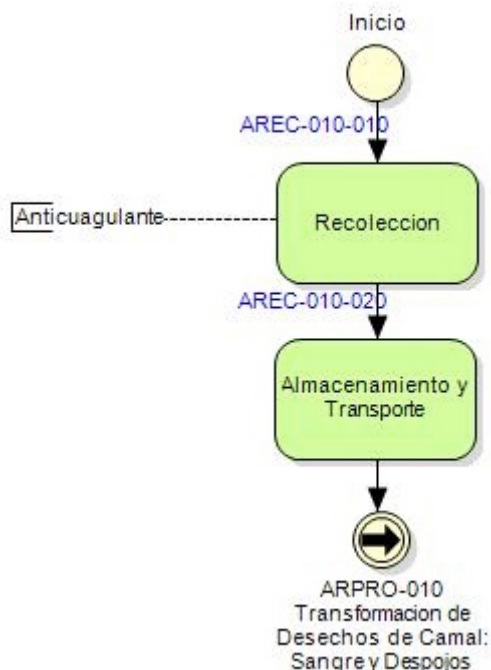 Inicio
AREC-010-010
Anticuagulante
Recoleccion
AREC-010-020
Almacenamiento y
Transporte
ARPRO-010
Transformacion de
Desechos de Camal:
Sangre y Despojos